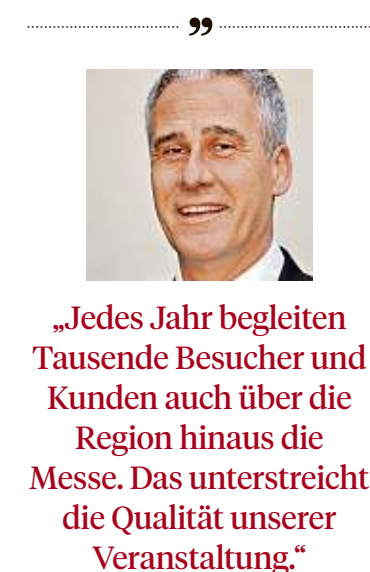 ”
„Jedes Jahr begleiten
Tausende Besucher und
Kunden auch über die
Region hinaus die
Messe. Das unterstreicht
die Qualität unserer
Veranstaltung.“